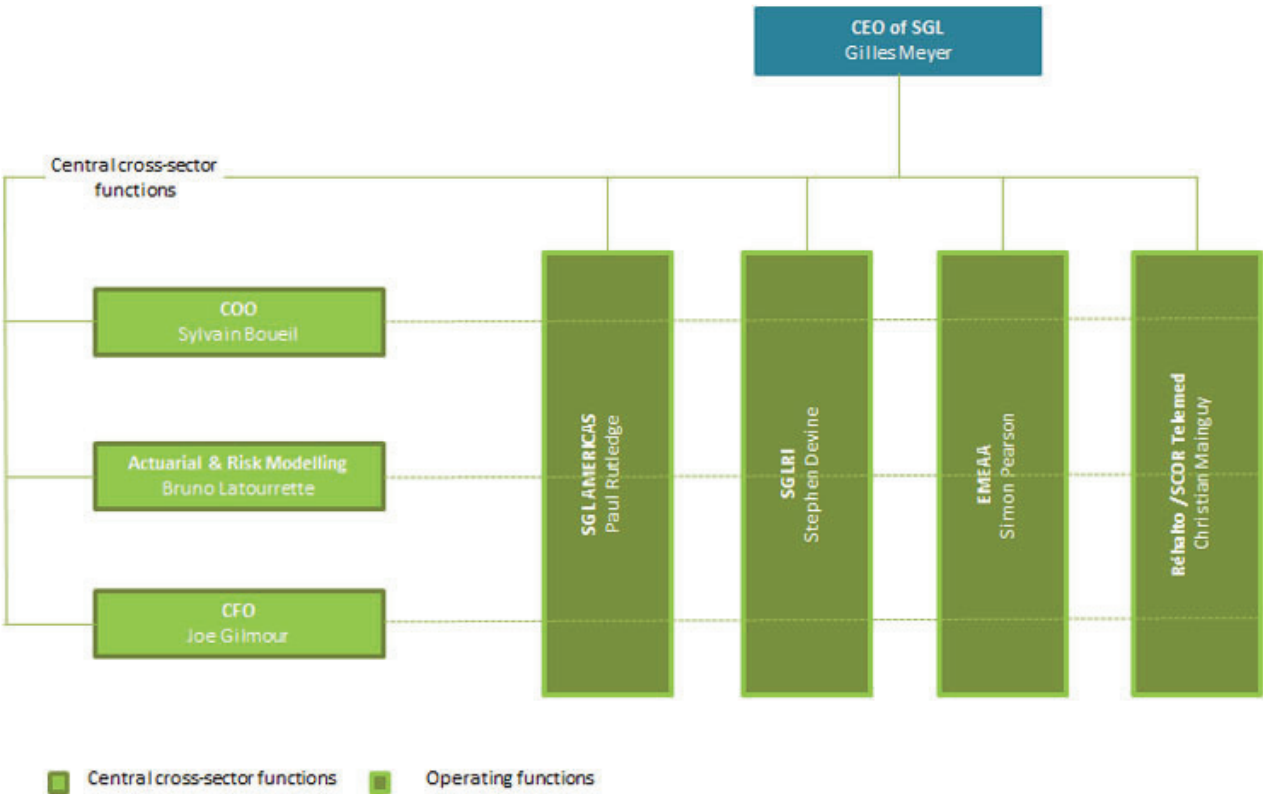 CEO of SGL
Gilles Meyer
Central cross-sector
functions
COO
Sylvain Boueil
Actuarial & Risk Modelling
Bruno Latourrette
CFO
Joe Gilmour
SGL AMERICAS
Paul Rutledge
SGLRI
Stephen Devine
EMEAA
Simon Pearson
Réhalto /SCOR Telemed
Christian Mainguy
Central cross-sector functions
Operating functions